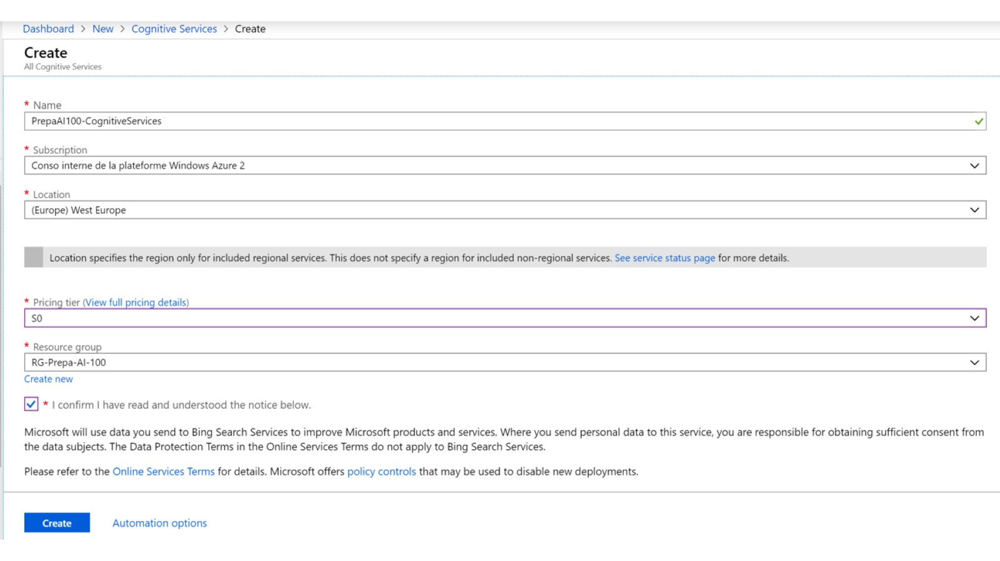 Dashboard > New > Cognitive Services > Create
Create
All Cognitive Services
* Name
PrepaAI100-CognitiveServices
* Subscription
Conso interne de la plateforme Windows Azure 2
* Location
(Europe) West Europe
Location specifies the region only for included regional services. This does not specify a region for included non-regional services. See service status page for more details.
* Pricing tier (View full pricing details)
S0
* Resource group
RG-Prepa-AI-100
Create new
* I confirm I have read and understood the notice below.
Microsoft will use data you send to Bing Search Services to improve Microsoft products and services. Where you send personal data to this service, you are responsible for obtaining sufficient consent from
the data subjects. The Data Protection Terms in the Online Services Terms do not apply to Bing Search Services.
Please refer to the Online Services Terms for details. Microsoft offers policy controls that may be used to disable new deployments.
Create Automation options